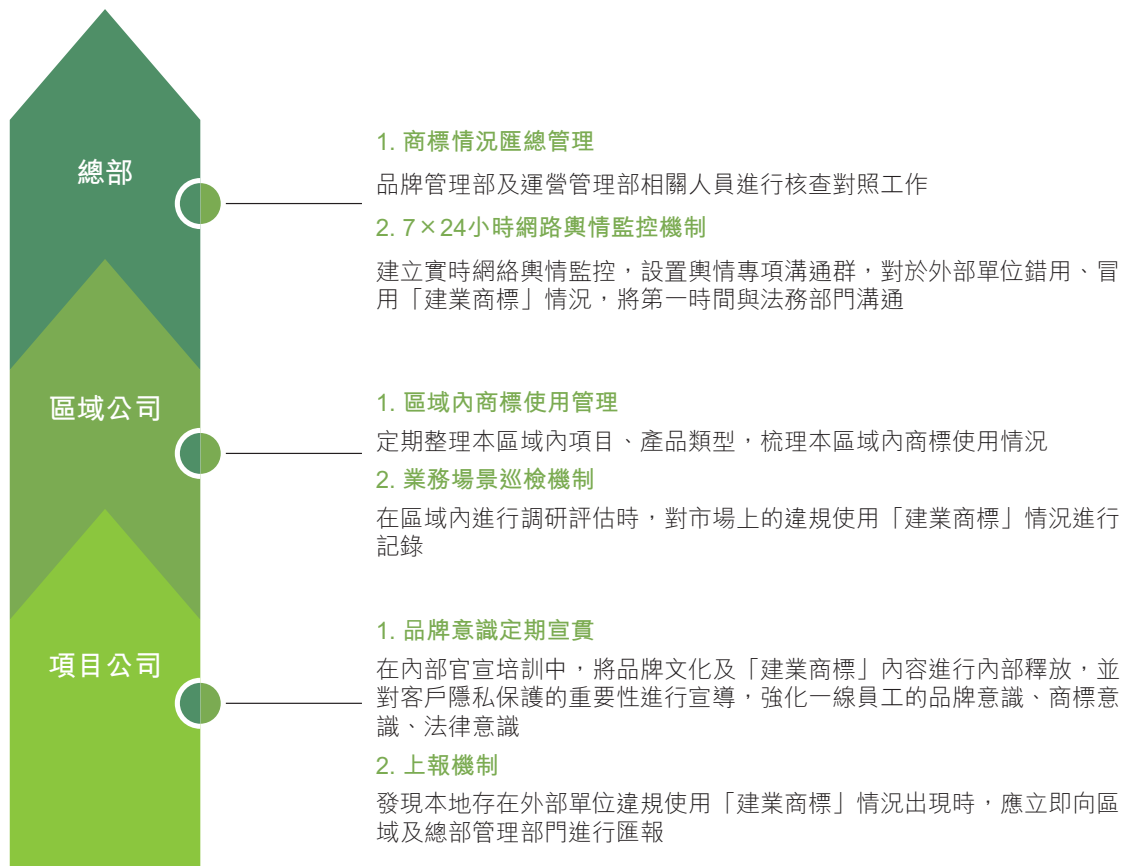 總部
1. 商標情況匯總管理
品牌管理部及運營管理部相關人員進行核查對照工作
2. 7×24小時網路輿情監控機制
建立實時網絡輿情監控，設置輿情專項溝通群，對於外部單位錯用、冒
用「建業商標」情況，將第一時間與法務部門溝通
區域公司
1. 區域內商標使用管理
定期整理本區域內項目、產品類型，梳理本區域內商標使用情況
2. 業務場景巡檢機制
在區域內進行調研評估時，對市場上的違規使用「建業商標」情況進行
記錄
項目公司
1. 品牌意識定期宣貫
在內部官宣培訓中，將品牌文化及「建業商標」內容進行內部釋放，並
對客戶隱私保護的重要性進行宣導，強化一線員工的品牌意識、商標意
識、法律意識
2. 上報機制
發現本地存在外部單位違規使用「建業商標」情況出現時，應立即向區
域及總部管理部門進行匯報